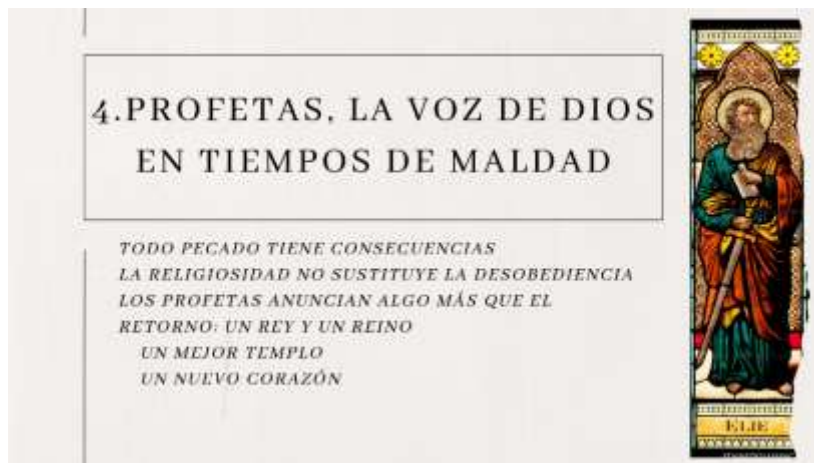 4.PROFETAS, LA VOZ DE DIOS
EN TIEMPOS DE MALDAD
TODO PECADO TIENE CONSECUENCIAS
LA RELIGIOSIDAD NO SUSTITUYE LA DESOBEDIENCIA
LOS PROFETAS ANUNCIAN ALGO MÁS QUE EL
RETORNO: UN REY Y UN REINO
UN MEJOR TEMPLO
UN NUEVO CORAZÓN
ELIE